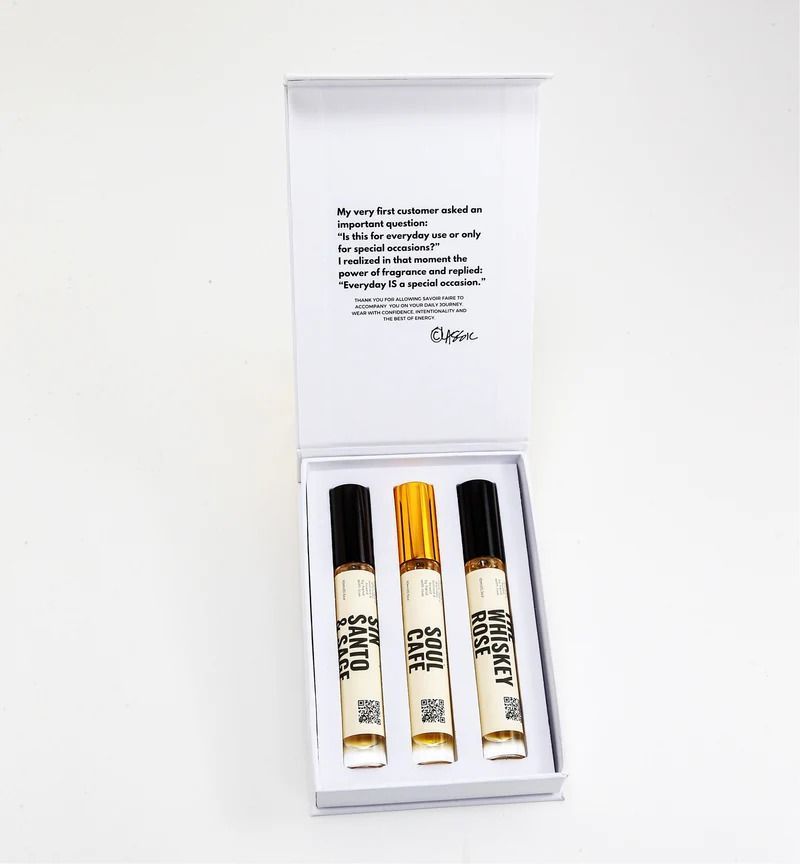 My very first customer asked an
important question:
“Is this for everyday use or only
for special occasions?”
I realized in that moment the
power of fragrance and replied:
“Everyday IS a special occasion.”
THANK YOU FOR ALLOWING SAVOIR FAIRE TO
ACCOMPANY YOU ON YOUR DAILY JOURNEY.
WEAR WITH CONFIDENCE, INTENTIONALITY AND
THE BEST OF ENERGY
CLASSIC
SANTO
& SAGE
SOUL
CAFE
WHISKEY
ROSE